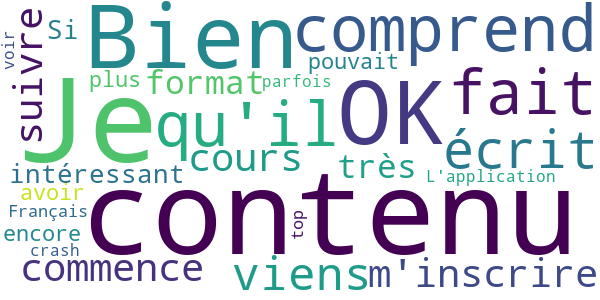 Bien
comprend
Si
suivre
voir
pouvait
plus
format
parfois
Je
qu'il
OK
fait
cours
écrit
très
intéressant
L'application
avoir
contenu
Français
top
encore
crash
commence
viens
m'inscrire